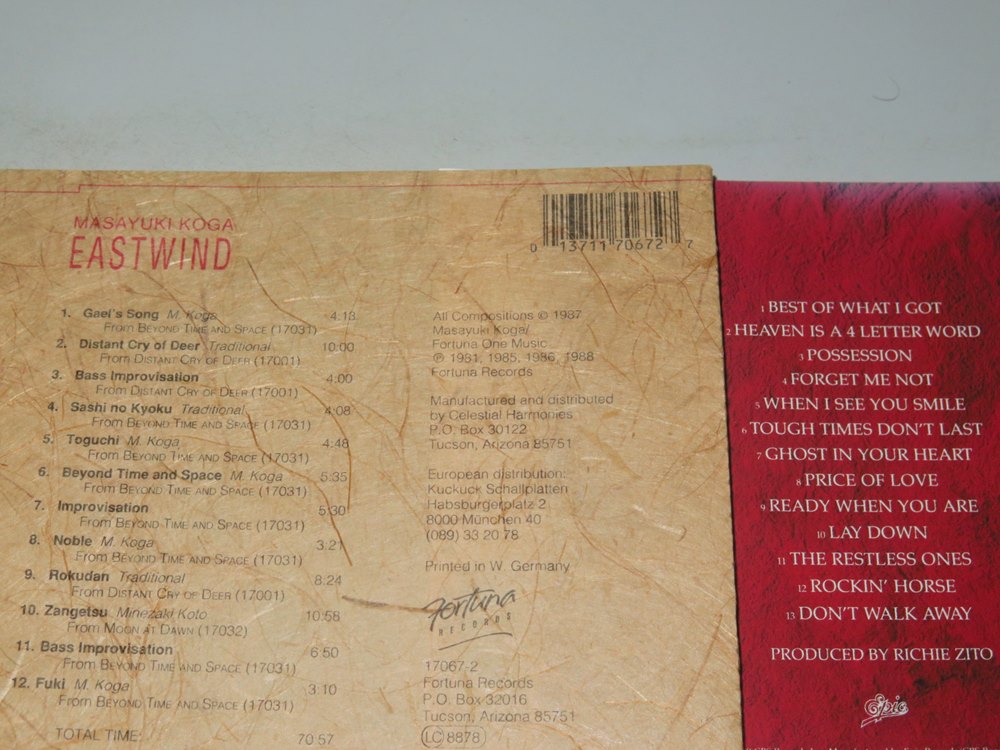 MASAYUKI KOGA
EASTWIND
0 13711 70672 7
1. Gael's Song M. Koga 4:13
From BEYOND TIME AND SPACE (17031)
2. Distant Cry of Deer Traditional 10:00
From DISTANT CRY OF DEER (17001)
3. Bass Improvisation 4:00
From DISTANT CRY OF DEER (17001)
4. Sashi no Kyoku Traditional 4:08
From BEYOND TIME AND SPACE (17031)
5. Toguchi M. Koga 4:48
From BEYOND TIME AND SPACE (17031)
6. Beyond Time and Space M. Koga 5:35
From BEYOND TIME AND SPACE (17031)
7. Improvisation 5:30
From BEYOND TIME AND SPACE (17031)
8. Noble M. Koga 3:21
From BEYOND TIME AND SPACE (17031)
9. Rokudan Traditional 8:24
From DISTANT CRY OF DEER (17001)
10. Zangetsu Minezaki Koto 10:58
From MOON AT DAWN (17032)
11. Bass Improvisation 6:50
From BEYOND TIME AND SPACE (17031)
12. Fuki M. Koga 3:10
From BEYOND TIME AND SPACE (17031)
TOTAL TIME: 70:57
All Compositions © 1987
Masayuki Koga/
Fortuna One Music
℗ 1981, 1985, 1986, 1988
Fortuna Records
Manufactured and distributed
by Celestial Harmonies
P.O. Box 30122
Tucson, Arizona 85751
European distribution:
Kuckuck Schallplatten
Habsburgerplatz 2
8000 München 40
(089) 33 20 78
Printed in W. Germany
Fortuna
RECORDS
17067-2
Fortuna Records
P.O. Box 32016
Tucson, Arizona 85751
LC 8878
1 BEST OF WHAT I GOT
2 HEAVEN IS A 4 LETTER WORD
3 POSSESSION
4 FORGET ME NOT
5 WHEN I SEE YOU SMILE
6 TOUGH TIMES DON'T LAST
7 GHOST IN YOUR HEART
8 PRICE OF LOVE
9 READY WHEN YOU ARE
10 LAY DOWN
11 THE RESTLESS ONES
12 ROCKIN' HORSE
13 DON'T WALK AWAY
PRODUCED BY RICHIE ZITO
Epic